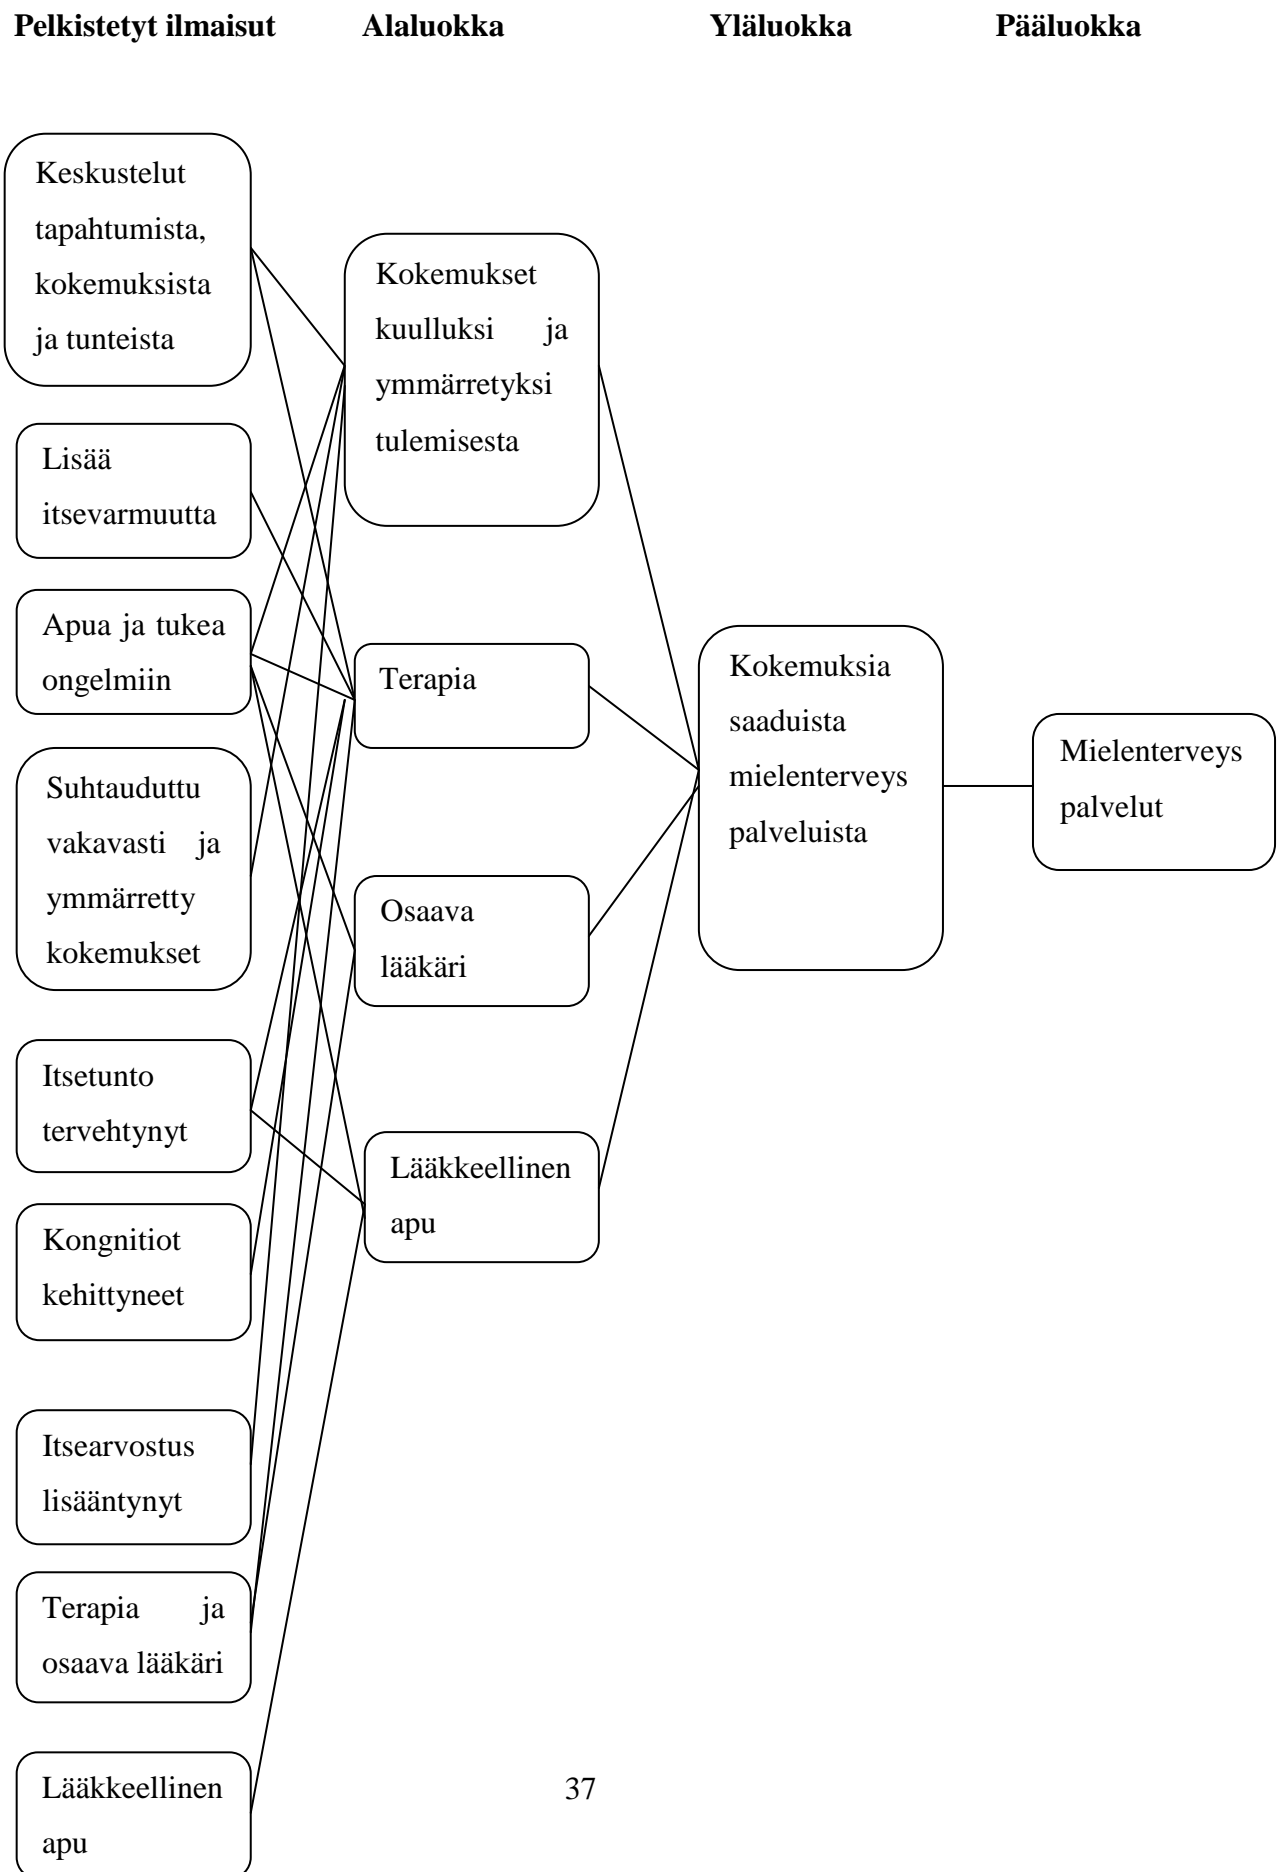 Pelkistetyt ilmaisut Alaluokka Yläluokka Pääluokka
Keskustelut
tapahtumista,
kokemuksista
ja tunteista
Lisää
itsevarmuutta
Apua ja tukea
ongelmiin
Suhtauduttu
vakavasti ja
ymmärretty
kokemukset
Itsetunto
tervehtynyt
Kongnitiot
kehittyneet
Itsearvostus
lisääntynyt
Terapia ja
osaava lääkäri
Lääkkeellinen
apu
Kokemukset
kuulluksi ja
ymmärretyksi
tulemisesta
Terapia
Osaava
lääkäri
Lääkkeellinen
apu
Kokemuksia
saaduista
mielenterveys
palveluista
Mielenterveys
palvelut
37